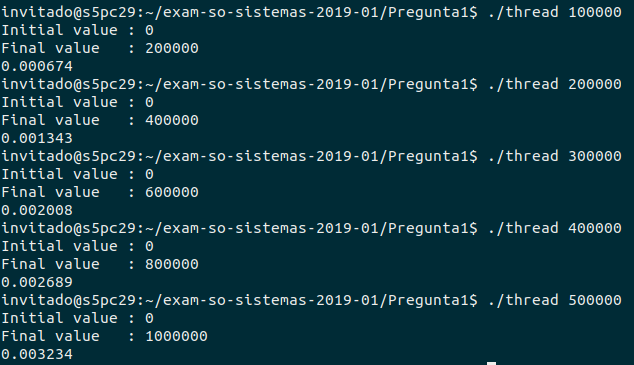 invitado@s5pc29:~/exam-so-sistemas-2019-01/Pregunta1$ ./thread 100000
Initial value : 0
Final value   : 200000
0.000674
invitado@s5pc29:~/exam-so-sistemas-2019-01/Pregunta1$ ./thread 200000
Initial value : 0
Final value   : 400000
0.001343
invitado@s5pc29:~/exam-so-sistemas-2019-01/Pregunta1$ ./thread 300000
Initial value : 0
Final value   : 600000
0.002008
invitado@s5pc29:~/exam-so-sistemas-2019-01/Pregunta1$ ./thread 400000
Initial value : 0
Final value   : 800000
0.002689
invitado@s5pc29:~/exam-so-sistemas-2019-01/Pregunta1$ ./thread 500000
Initial value : 0
Final value   : 1000000
0.003234